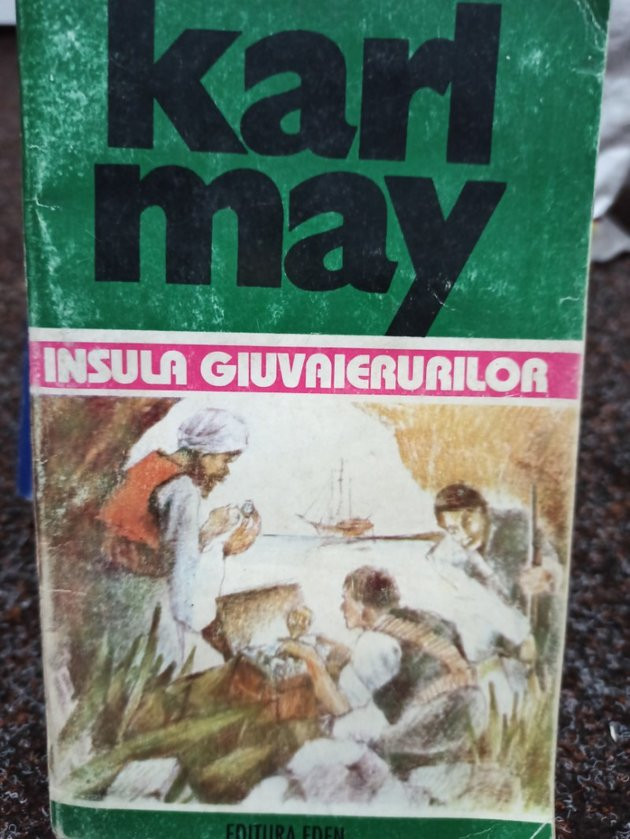 karl
may
INSULA GIUVAIERURILOR
EDITURA EDEN